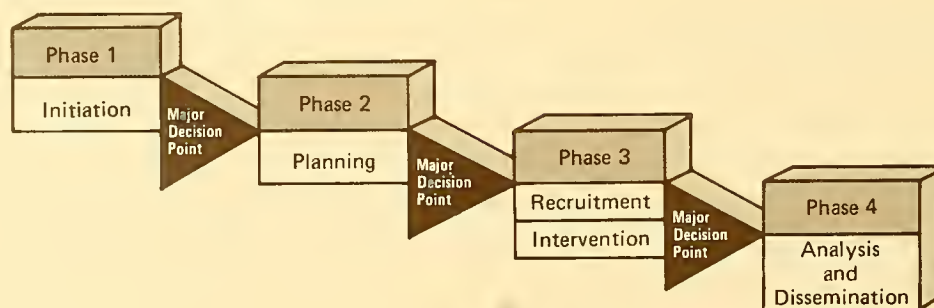 Phase 1
Initiation
Major
Decision
Point
Phase 2
Planning
Major
Decision
Point
Phase 3
Recruitment
Intervention
Major
Decision
Point
Phase 4
Analysis
and
Dissemination